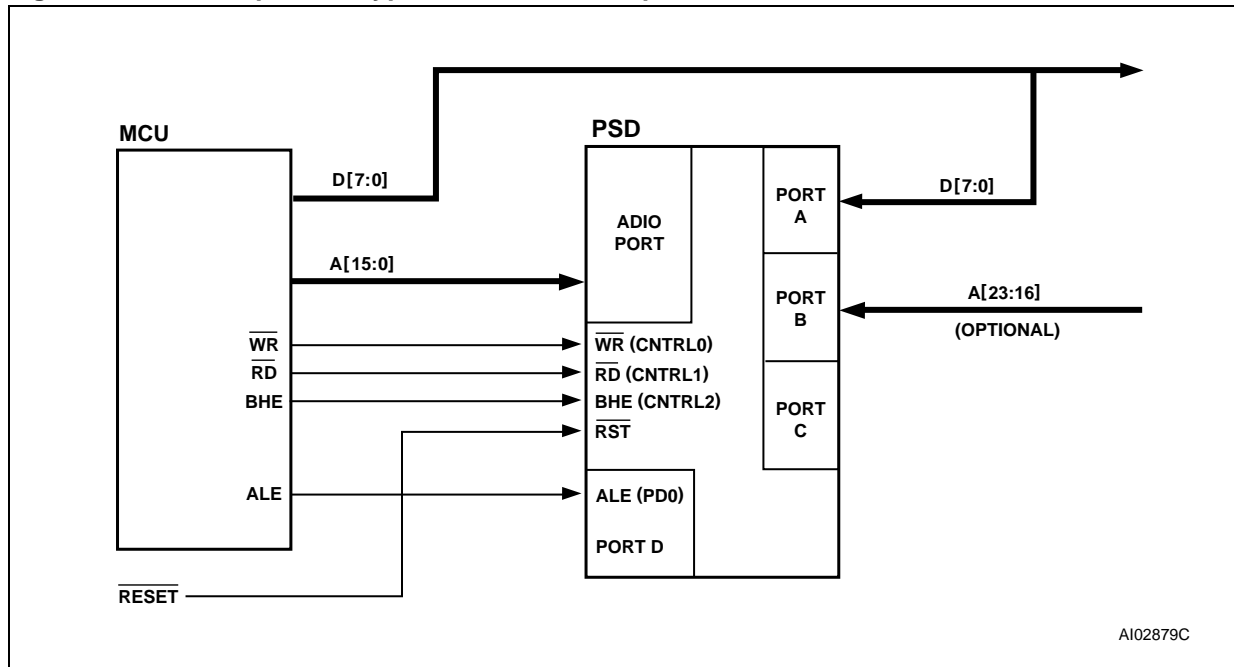 MCU
PSD
D[7:0]
D[7:0]
PORT
A
ADIO
PORT
A[15:0]
A[23:16]
PORT
B
(OPTIONAL)
WR
WR (CNTRL0)
RD
RD (CNTRL1)
BHE
BHE (CNTRL2)
PORT
C
RST
ALE
ALE (PD0)
PORT D
RESET
AI02879C